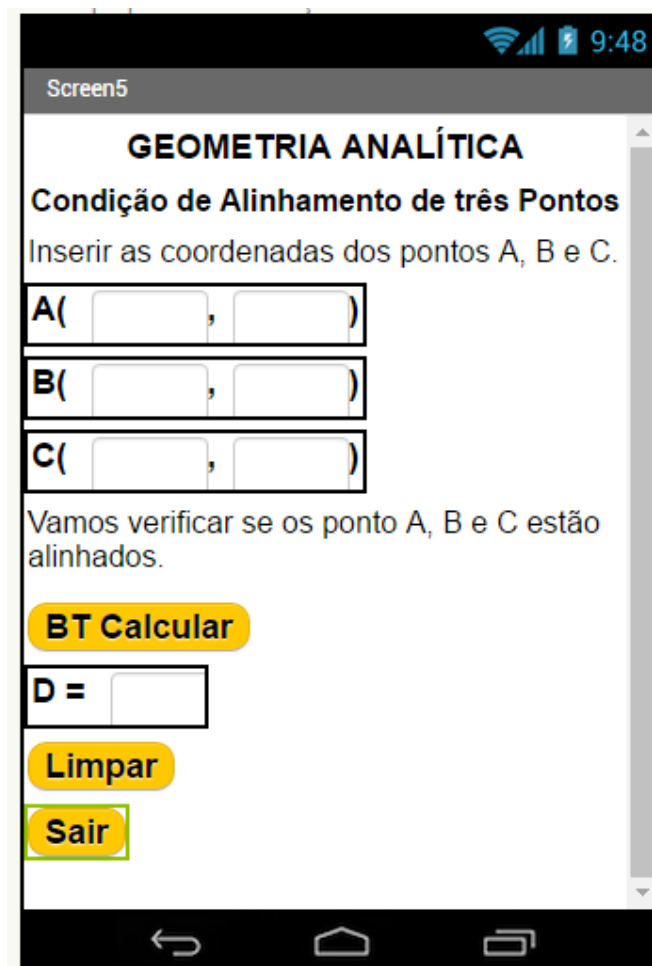 9:48
Screen5
GEOMETRIA ANALÍTICA
Condição de Alinhamento de três Pontos
Inserir as coordenadas dos pontos A, B e C.
A( , )
B( , )
C( , )
Vamos verificar se os ponto A, B e C estão
alinhados.
BT Calcular
D =
Limpar
Sair